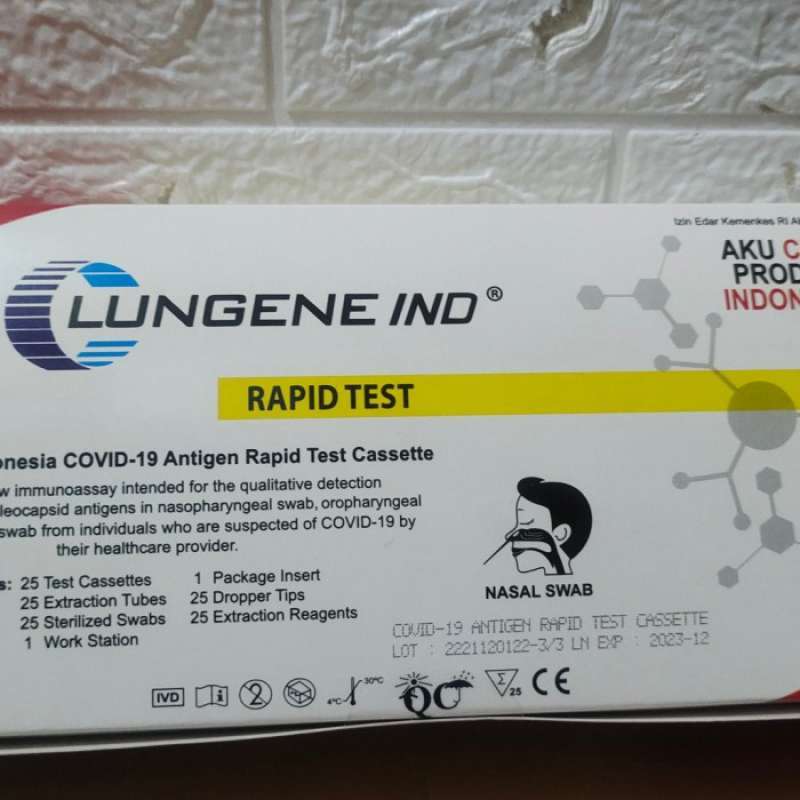 Izin Edar Kemenkes RI
AKU
PROD
INDON
LUNGENE IND ®
RAPID TEST
onesia COVID-19 Antigen Rapid Test Cassette
w immunoassay intended for the qualitative detection
leocapsid antigens in nasopharyngeal swab, oropharyngeal
swab from individuals who are suspected of COVID-19 by
their healthcare provider.
s: 25 Test Cassettes 1 Package Insert
25 Extraction Tubes 25 Dropper Tips
25 Sterilized Swabs 25 Extraction Reagents
1 Work Station
NASAL SWAB
COVID-19 ANTIGEN RAPID TEST CASSETTE
LOT : 2221120122-3/3 LN EXP : 2023-12
IVD i 2 4°C 30°C QC Σ 25 CE